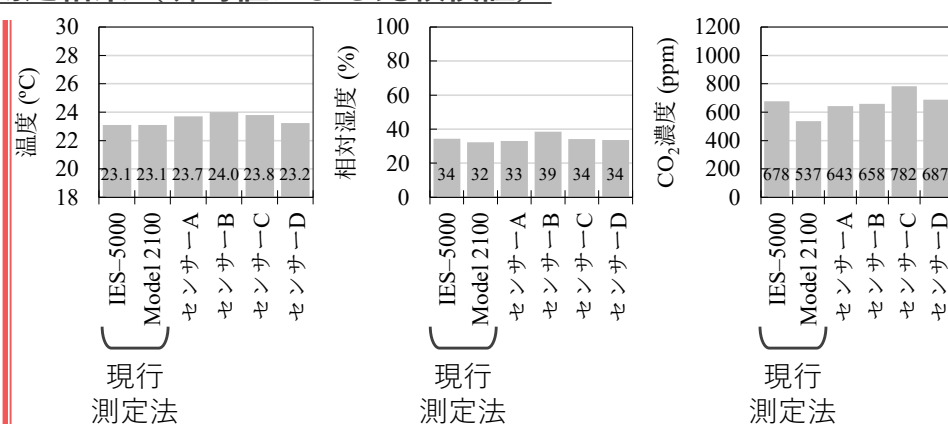 30
28
26
24
22
20
18
温度 (ºC)
23.1 23.1 23.7 24.0 23.8 23.2
IES–5000
Model 2100
センサーA
センサーB
センサーC
センサーD
現行
測定法
100
80
60
40
20
0
相対湿度 (%)
34 32 33 39 34 34
IES–5000
Model 2100
センサーA
センサーB
センサーC
センサーD
現行
測定法
1200
1000
800
600
400
200
0
CO₂濃度 (ppm)
678 537 643 658 782 687
IES–5000
Model 2100
センサーA
センサーB
センサーC
センサーD
現行
測定法